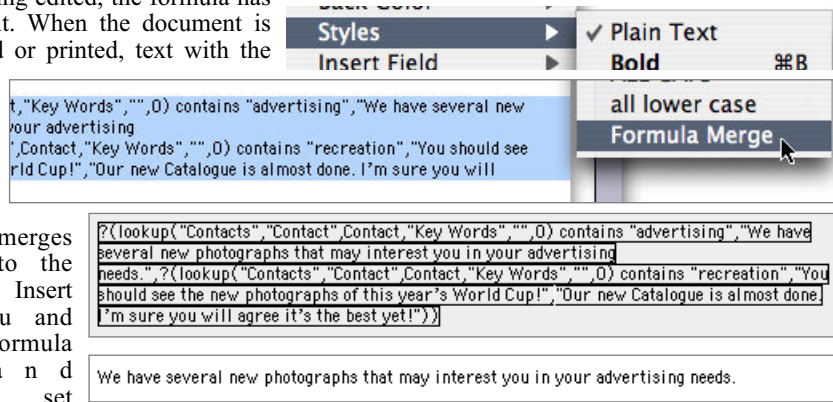 ng edited, the formula has
t. When the document is
d or printed, text with the
Back Color
Styles
Insert Field
✓ Plain Text
Bold ⌘B
all lower case
Formula Merge
t,"Key Words","",0) contains "advertising","We have several new
your advertising
',Contact,"Key Words","",0) contains "recreation","You should see
rld Cup!","Our new Catalogue is almost done. I'm sure you will
merges
to the
Insert
u and
ormula
a n d
set
?(lookup("Contacts","Contact",Contact,"Key Words","",0) contains "advertising","We have
several new photographs that may interest you in your advertising
needs.",?(lookup("Contacts","Contact",Contact,"Key Words","",0) contains "recreation","You
should see the new photographs of this year's World Cup!","Our new Catalogue is almost done.
I'm sure you will agree it's the best yet!"))
We have several new photographs that may interest you in your advertising needs.